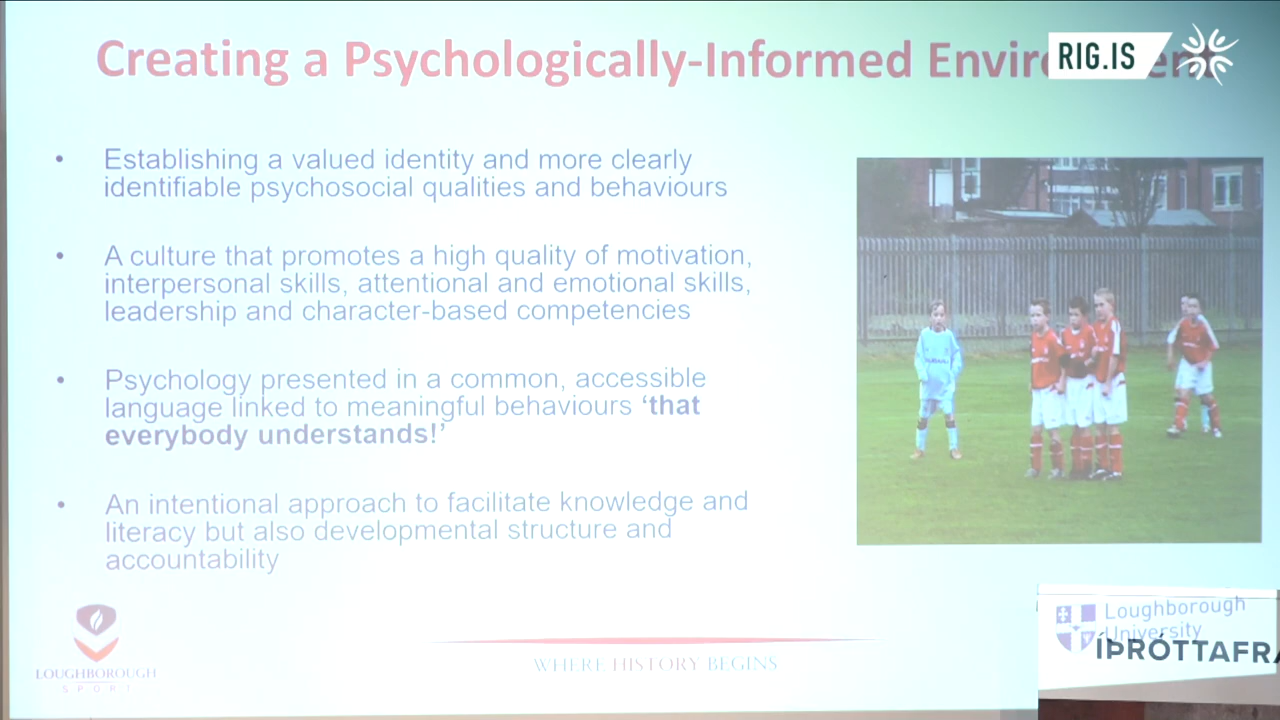 Creating a Psychologically-Informed Enviro
RIG.IS
• Establishing a valued identity and more clearly
identifiable psychosocial qualities and behaviours
• A culture that promotes a high quality of motivation,
interpersonal skills, attentional and emotional skills,
leadership and character-based competencies
• Psychology presented in a common, accessible
language linked to meaningful behaviours ‘that
everybody understands!’
• An intentional approach to facilitate knowledge and
literacy but also developmental structure and
accountability
LOUGHBOROUGH
SPORT
WHERE HISTORY BEGINS
Loughborough
University
ÍÞRÓTTAFRA